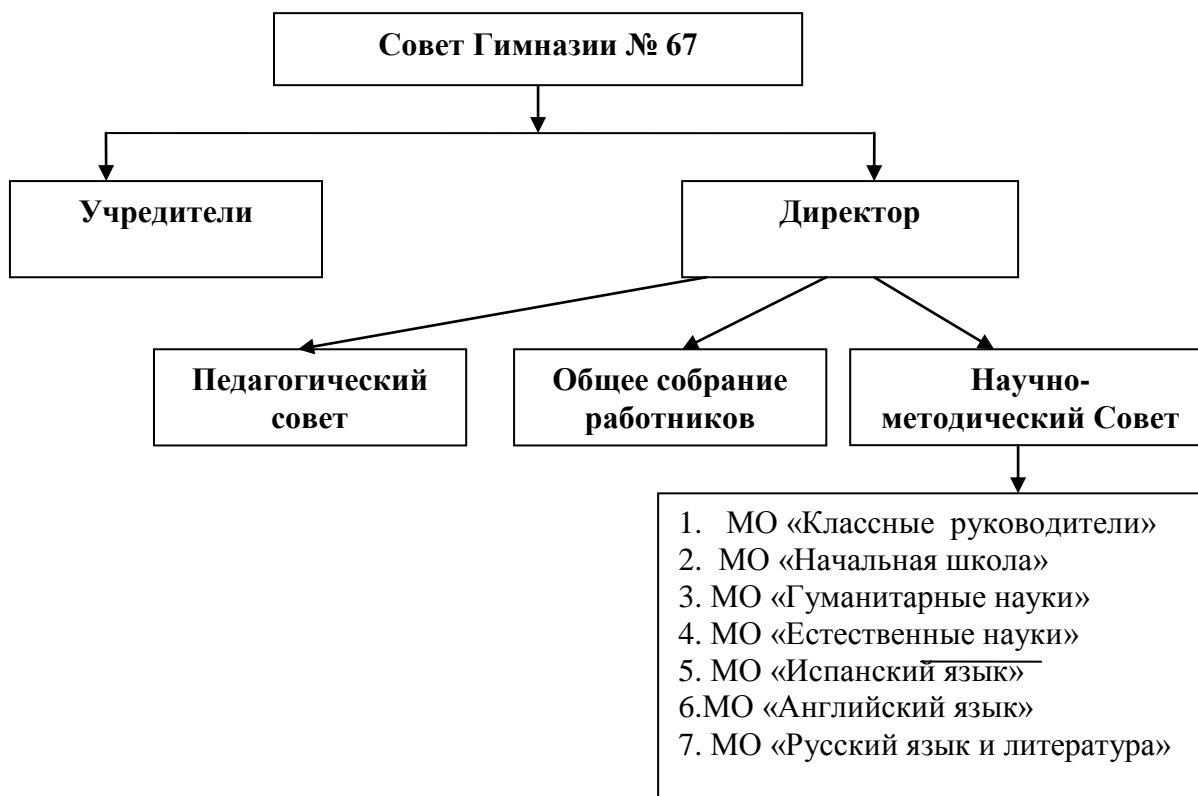 Совет Гимназии № 67
Учредители
Директор
Педагогический
совет
Общее собрание
работников
Научно-
методический Совет
1. МО «Классные руководители»
2. МО «Начальная школа»
3. МО «Гуманитарные науки»
4. МО «Естественные науки»
5. МО «Испанский язык»
6.МО «Английский язык»
7. МО «Русский язык и литература»